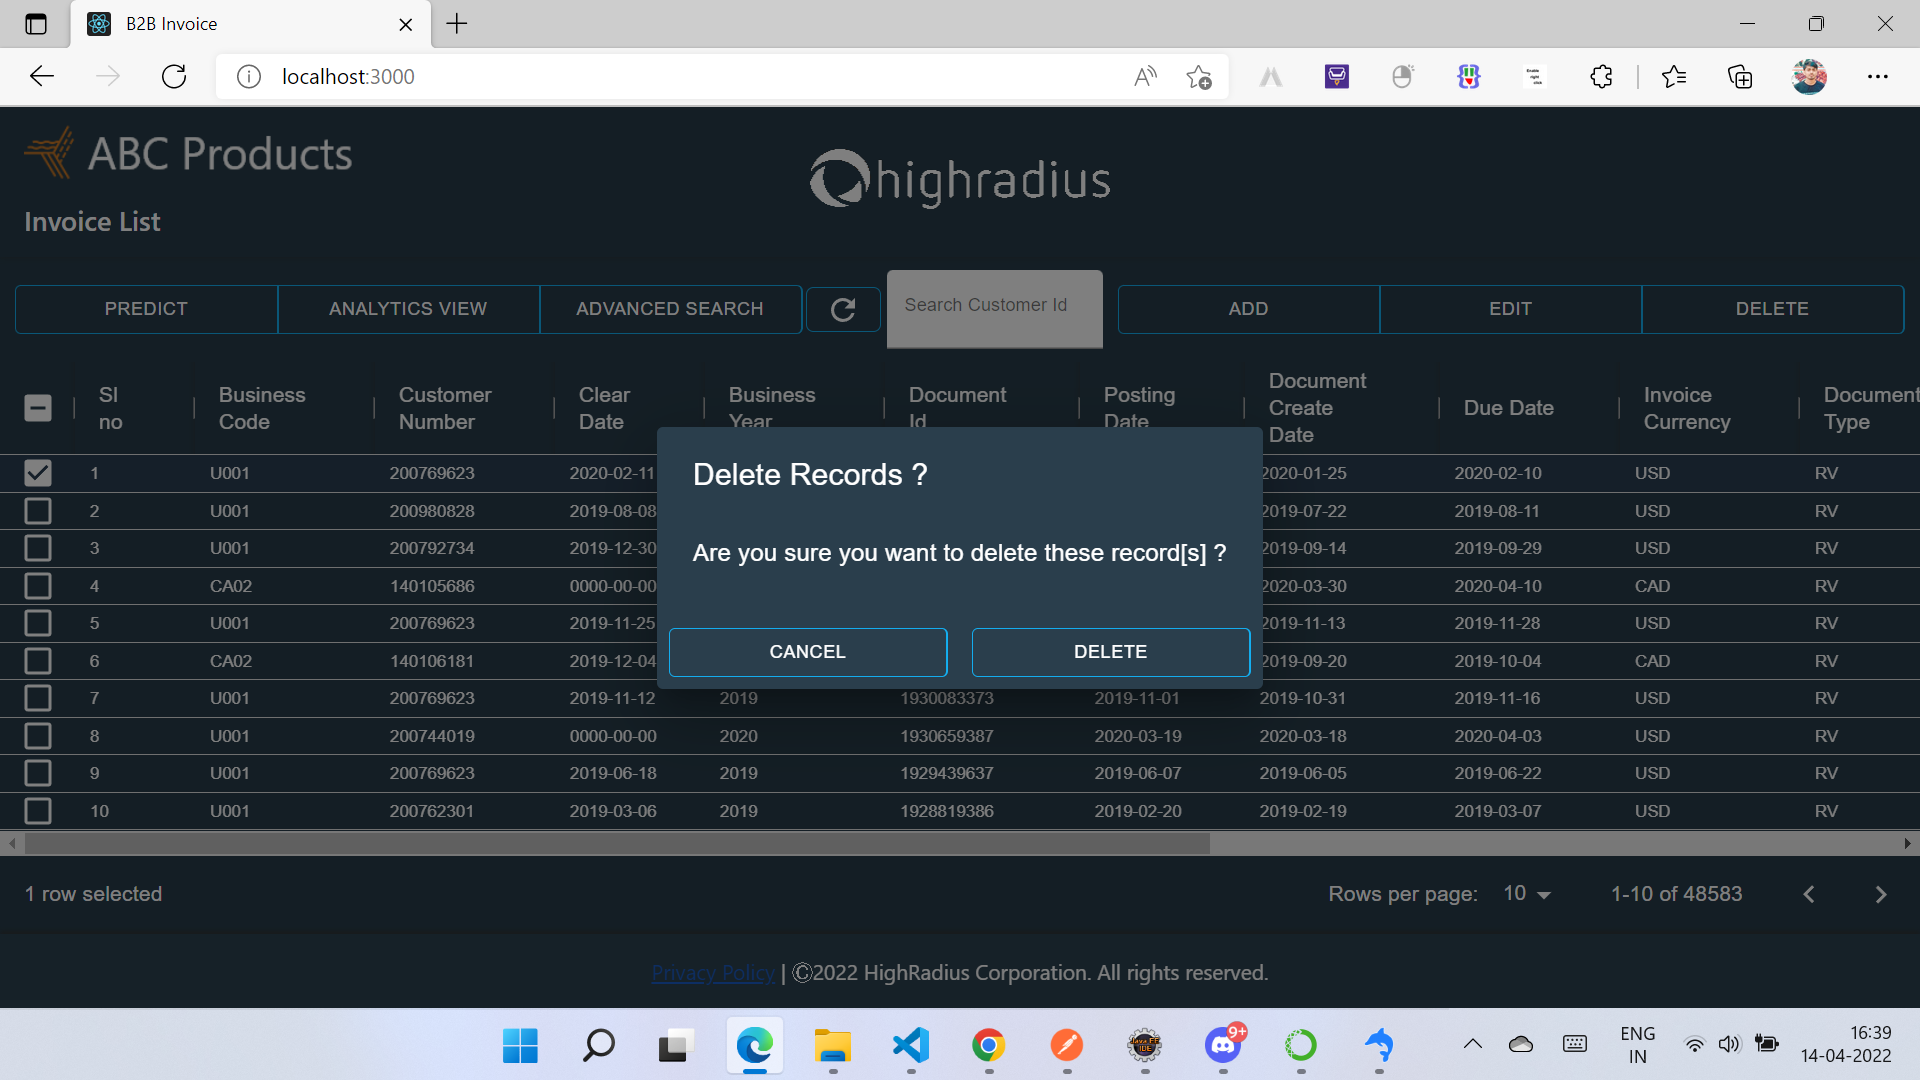 B2B Invoice
localhost:3000
ABC Products
highradius
Invoice List
PREDICT ANALYTICS VIEW ADVANCED SEARCH Search Customer Id ADD EDIT DELETE
Sl no Business Code Customer Number Clear Date Business Year Document Id Posting Date Document Create Date Due Date Invoice Currency Document Type
1 U001 200769623 2020-02-11 2020-01-25 2020-02-10 USD RV
2 U001 200980828 2019-08-08 2019-07-22 2019-08-11 USD RV
3 U001 200792734 2019-12-30 2019-09-14 2019-09-29 USD RV
4 CA02 140105686 0000-00-00 2020-03-30 2020-04-10 CAD RV
5 U001 200769623 2019-11-25 2019-11-13 2019-11-28 USD RV
6 CA02 140106181 2019-12-04 2019-09-20 2019-10-04 CAD RV
7 U001 200769623 2019-11-12 2019 1930083373 2019-11-01 2019-10-31 2019-11-16 USD RV
8 U001 200744019 0000-00-00 2020 1930659387 2020-03-19 2020-03-18 2020-04-03 USD RV
9 U001 200769623 2019-06-18 2019 1929439637 2019-06-07 2019-06-05 2019-06-22 USD RV
10 U001 200762301 2019-03-06 2019 1928819386 2019-02-20 2019-02-19 2019-03-07 USD RV
Delete Records ?
Are you sure you want to delete these record[s] ?
CANCEL DELETE
1 row selected Rows per page: 10 1-10 of 48583
Privacy Policy | ©2022 HighRadius Corporation. All rights reserved.
9+
ENG
IN
16:39
14-04-2022